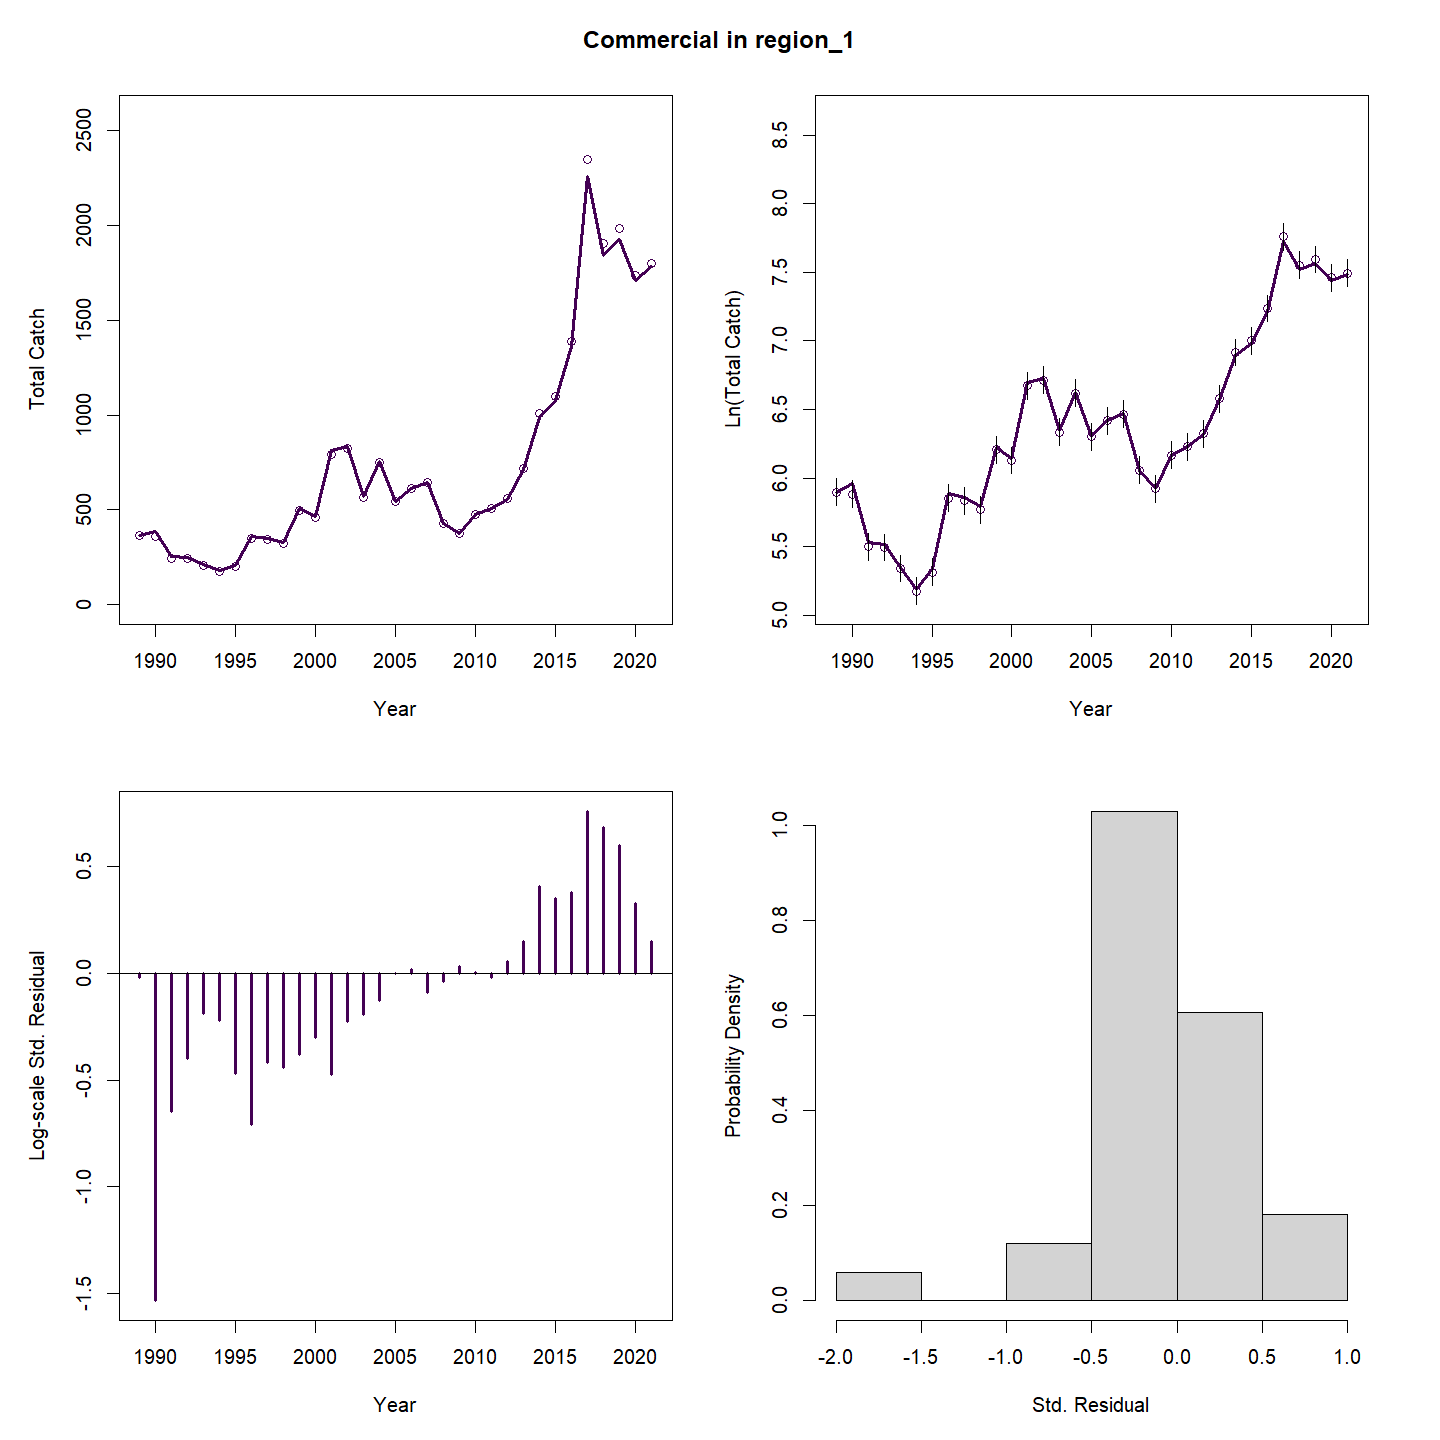 Commercial in region_1
Total Catch
2500
2000
1500
1000
500
0
1990 1995 2000 2005 2010 2015 2020
Year
Ln(Total Catch)
8.5
8.0
7.5
7.0
6.5
6.0
5.5
5.0
1990 1995 2000 2005 2010 2015 2020
Year
Log-scale Std. Residual
0.5
0.0
-0.5
-1.0
-1.5
1990 1995 2000 2005 2010 2015 2020
Year
Probability Density
1.0
0.8
0.6
0.4
0.2
0.0
-2.0 -1.5 -1.0 -0.5 0.0 0.5 1.0
Std. Residual